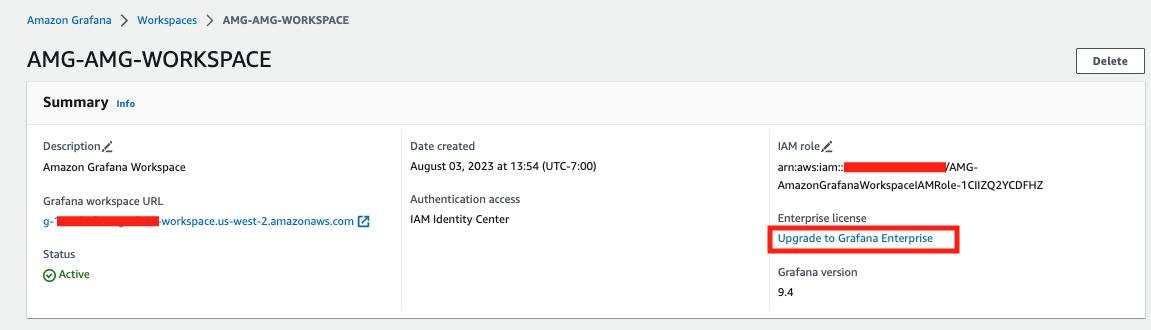 Amazon Grafana > Workspaces > AMG-AMG-WORKSPACE
AMG-AMG-WORKSPACE
Delete
Summary Info
Description
Amazon Grafana Workspace
Grafana workspace URL
g-1 -workspace.us-west-2.amazonaws.com
Status
Active
Date created
August 03, 2023 at 13:54 (UTC-7:00)
Authentication access
IAM Identity Center
IAM role
arn:aws:iam:: /AMG-
AmazonGrafanaWorkspaceIAMRole-1CIIZQ2YCDFHZ
Enterprise license
Upgrade to Grafana Enterprise
Grafana version
9.4